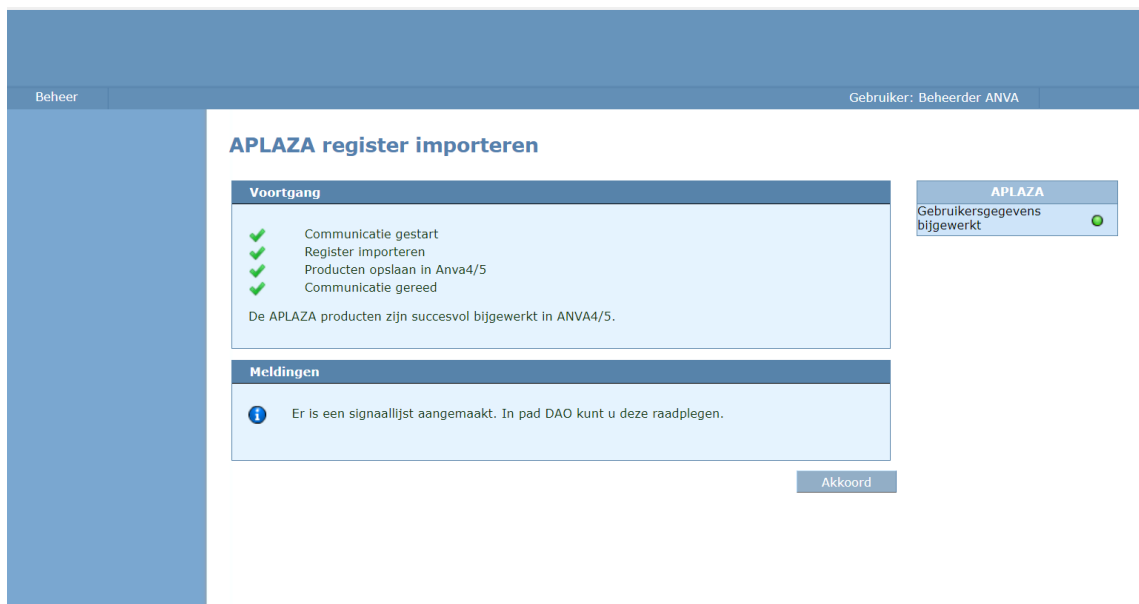 Beheer
Gebruiker: Beheerder ANVA
APLAZA register importeren
Voortgang
Communicatie gestart
Register importeren
Producten opslaan in Anva4/5
Communicatie gereed
De APLAZA producten zijn succesvol bijgewerkt in ANVA4/5.
Meldingen
Er is een signaallijst aangemaakt. In pad DAO kunt u deze raadplegen.
Akkoord
APLAZA
Gebruikersgegevens
bijgewerkt